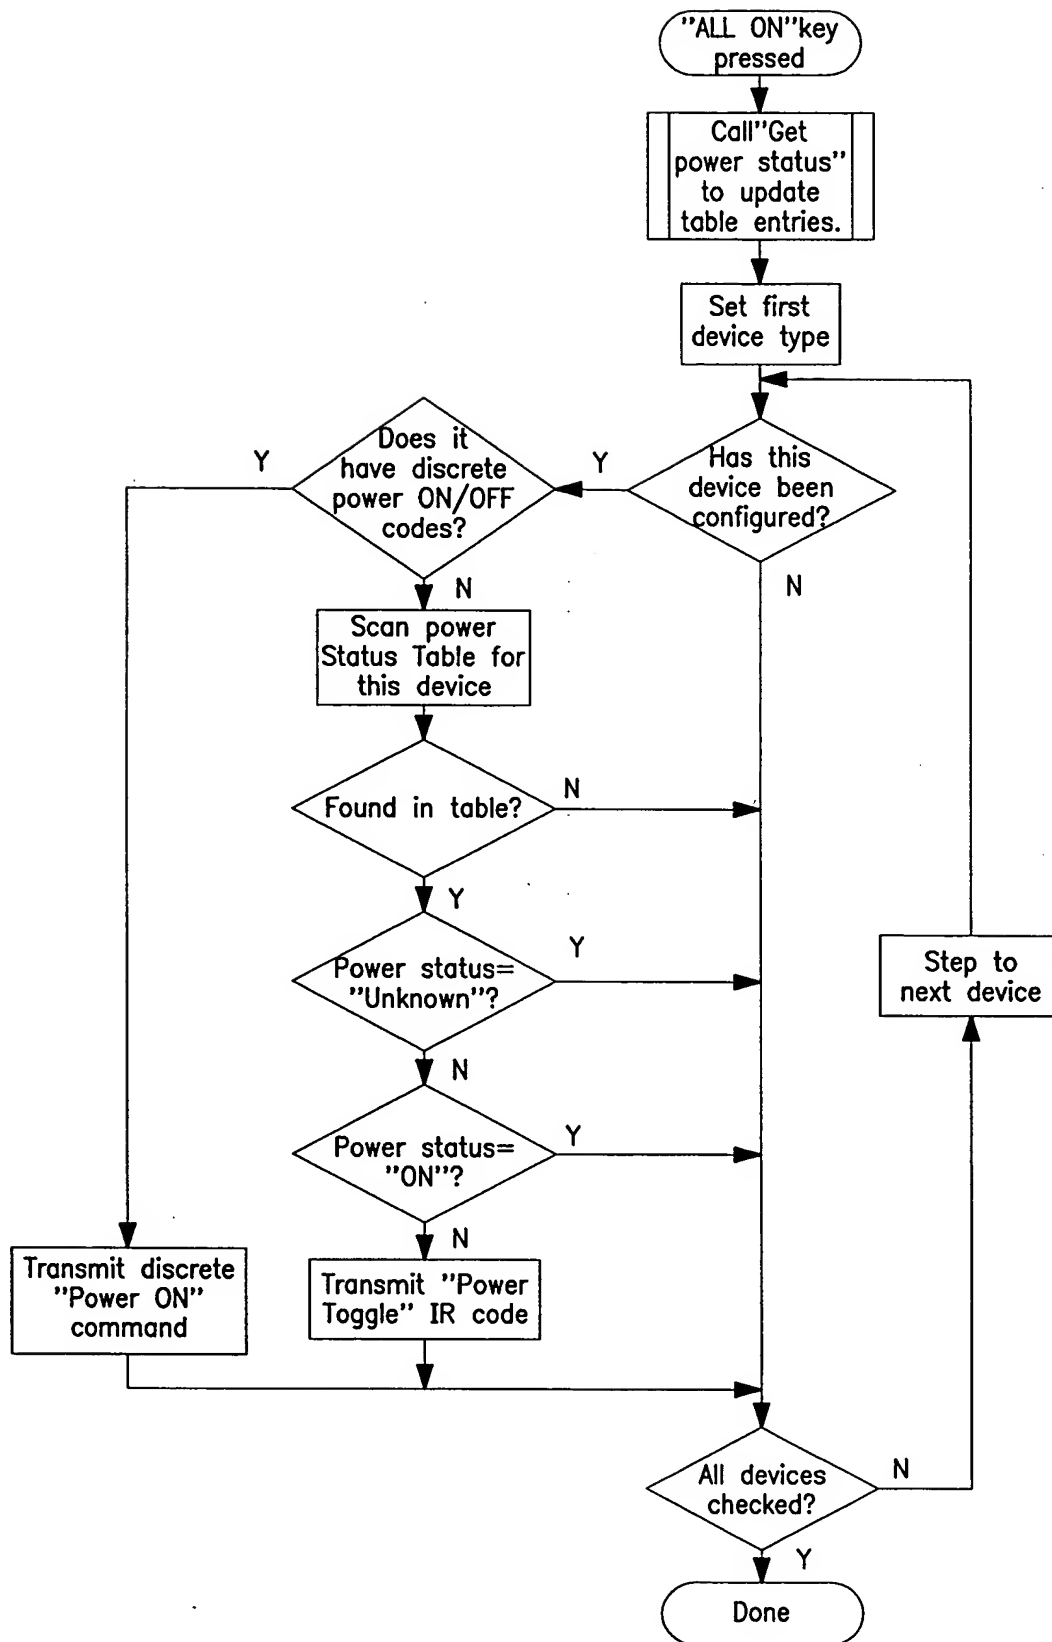 "ALL ON"key
pressed
Call"Get
power status"
to update
table entries.
Set first
device type
Has this
device been
configured?
Y
N
Does it
have discrete
power ON/OFF
codes?
Y
N
Scan power
Status Table for
this device
Found in table?
N
Y
Power status=
"Unknown"?
Y
N
Power status=
"ON"?
Y
N
Transmit discrete
"Power ON"
command
Transmit "Power
Toggle" IR code
Step to
next device
All devices
checked?
N
Y
Done